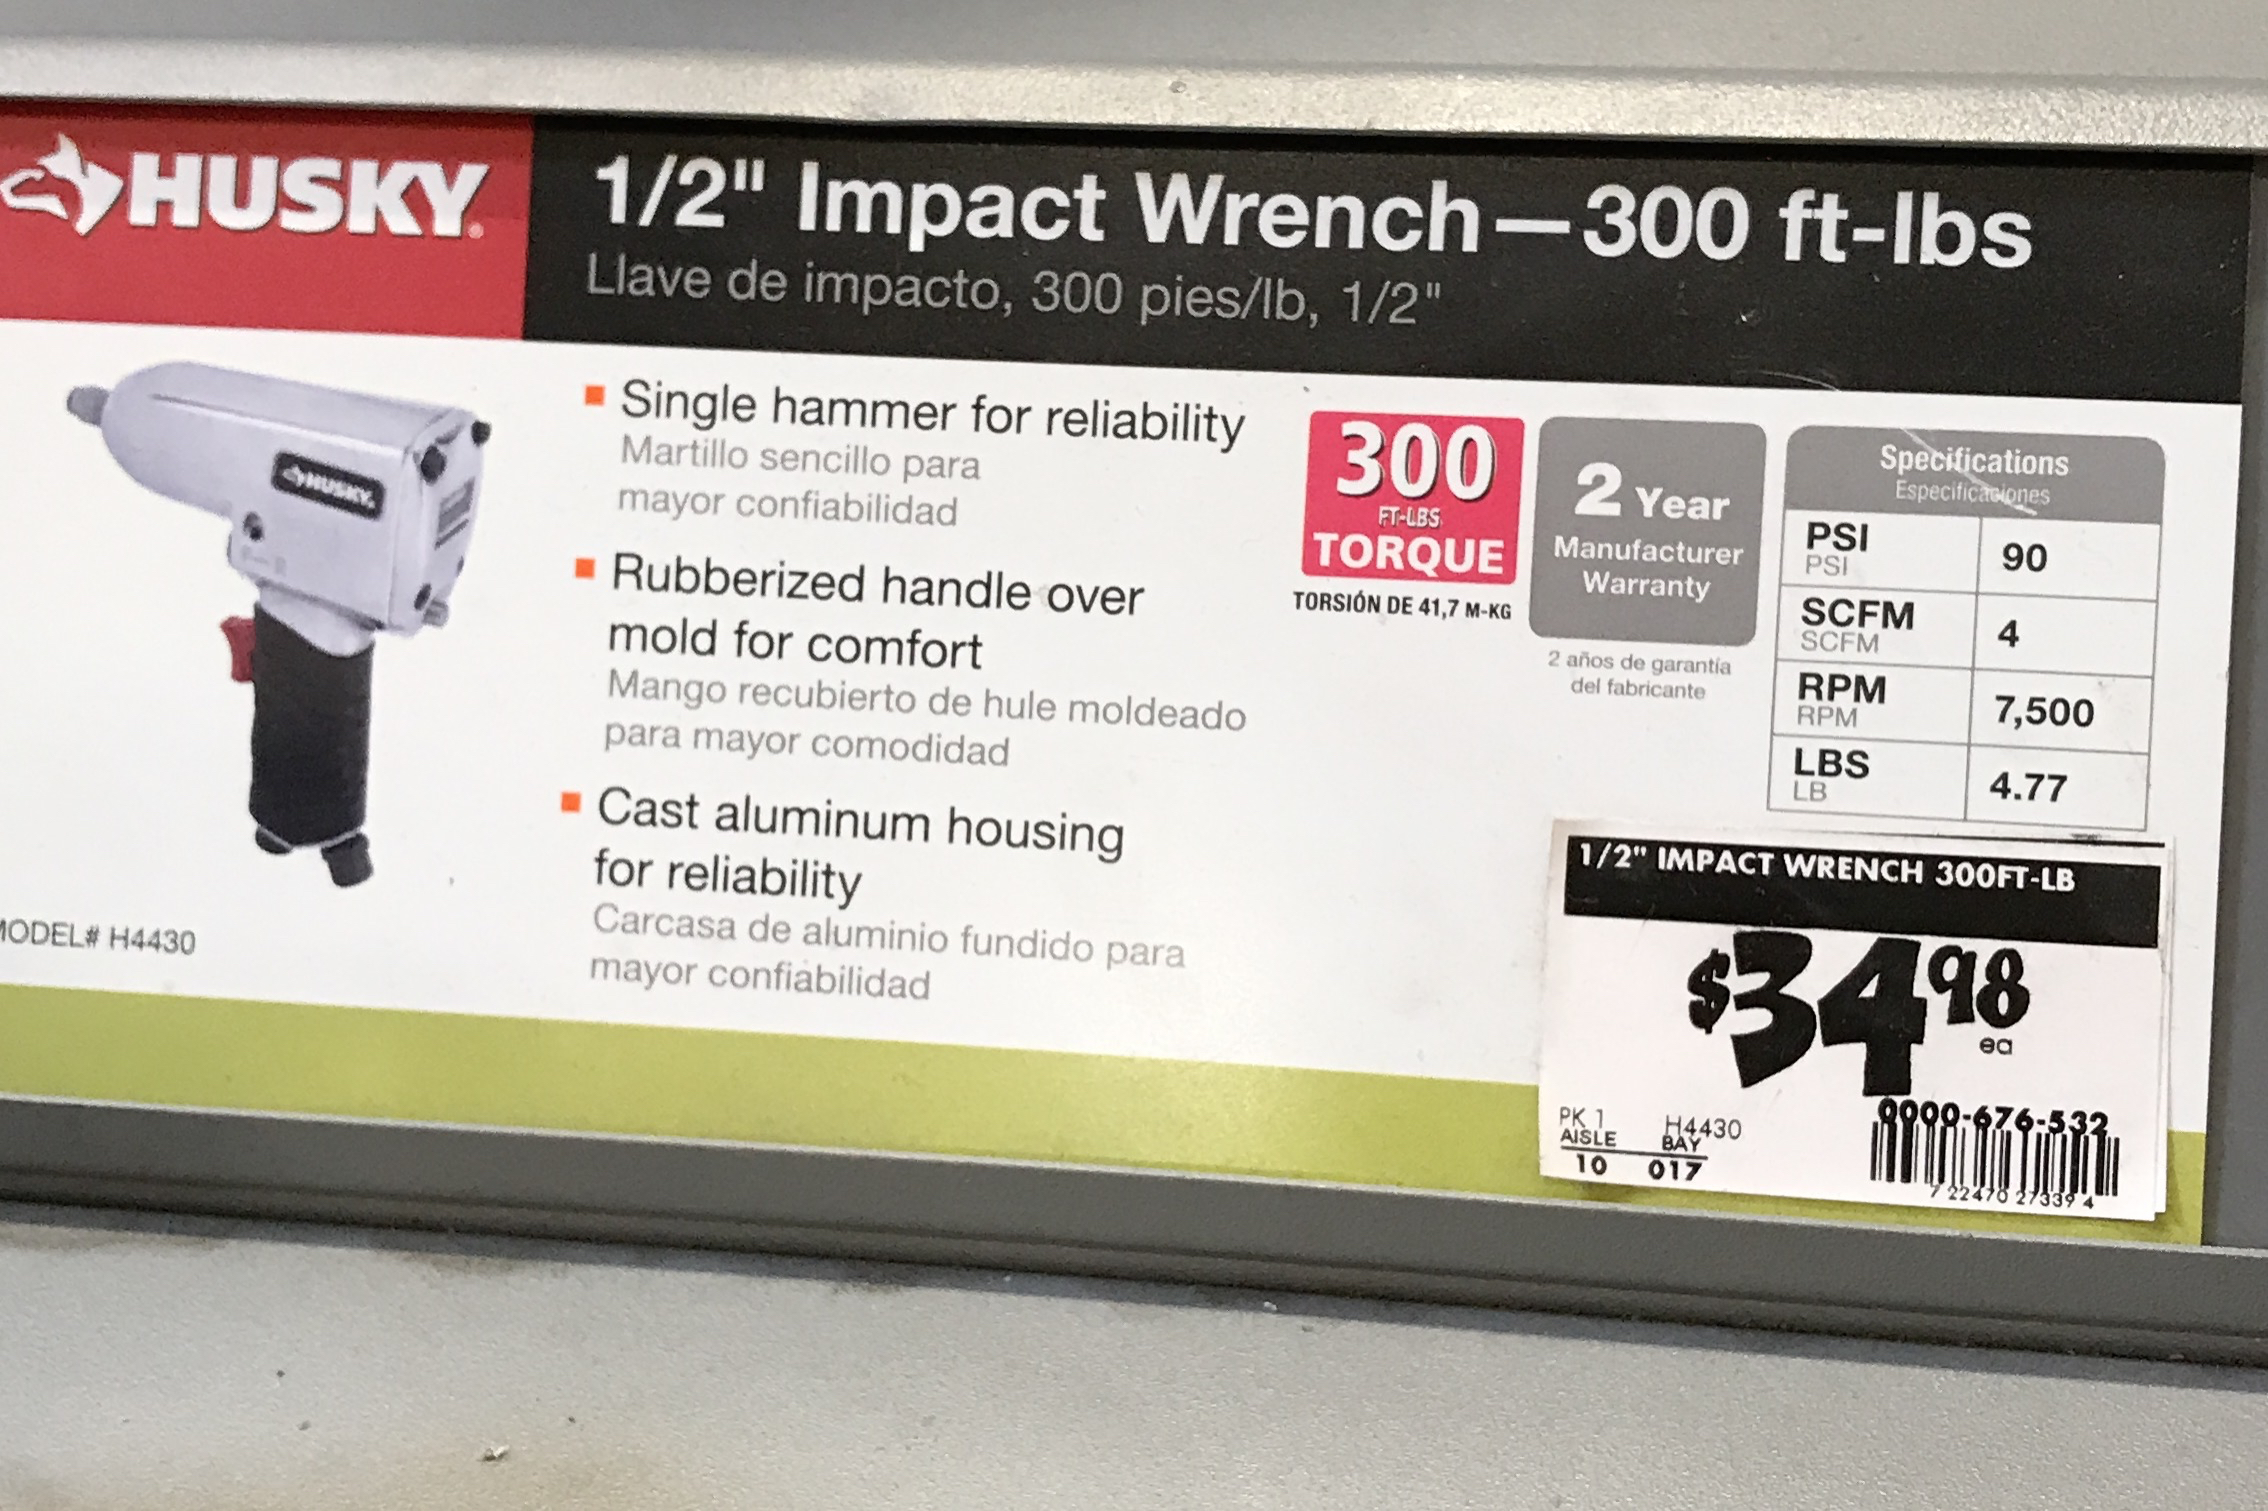 HUSKY®
1/2" Impact Wrench—300 ft-lbs
Llave de impacto, 300 pies/lb, 1/2"
HUSKY
MODEL# H4430
Single hammer for reliability
Martillo sencillo para
mayor confiabilidad
Rubberized handle over
mold for comfort
Mango recubierto de hule moldeado
para mayor comodidad
Cast aluminum housing
for reliability
Carcasa de aluminio fundido para
mayor confiabilidad
300
FT-LBS
TORQUE
TORSIÓN DE 41,7 M-KG
2 Year
Manufacturer
Warranty
2 años de garantía
del fabricante
Specifications
Especificaciones
PSI 90
PSI
SCFM 4
SCFM
RPM 7,500
RPM
LBS 4.77
LB
1/2" IMPACT WRENCH 300FT-LB
$34 98
ea
PK 1 H4430
AISLE BAY
10 017
0000-676-532
7 22470 27339 4